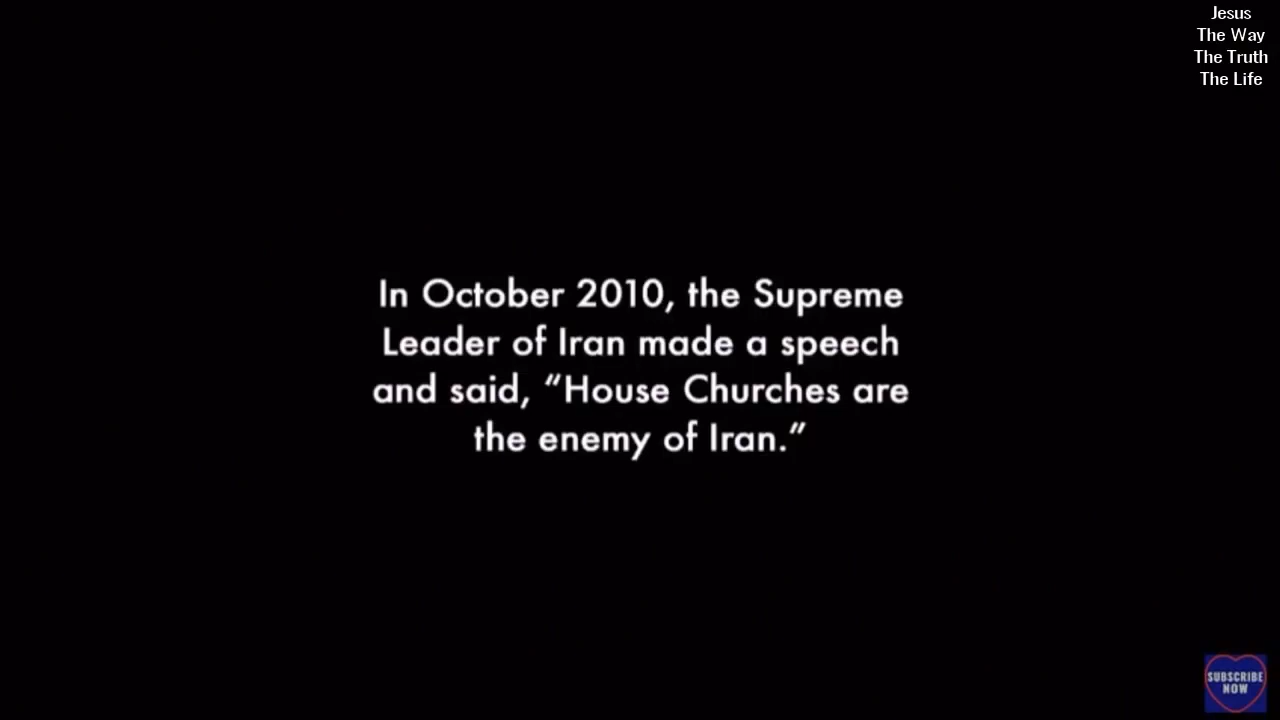 Jesus
The Way
The Truth
The Life
In October 2010, the Supreme
Leader of Iran made a speech
and said, “House Churches are
the enemy of Iran.”
SUBSCRIBE
NOW